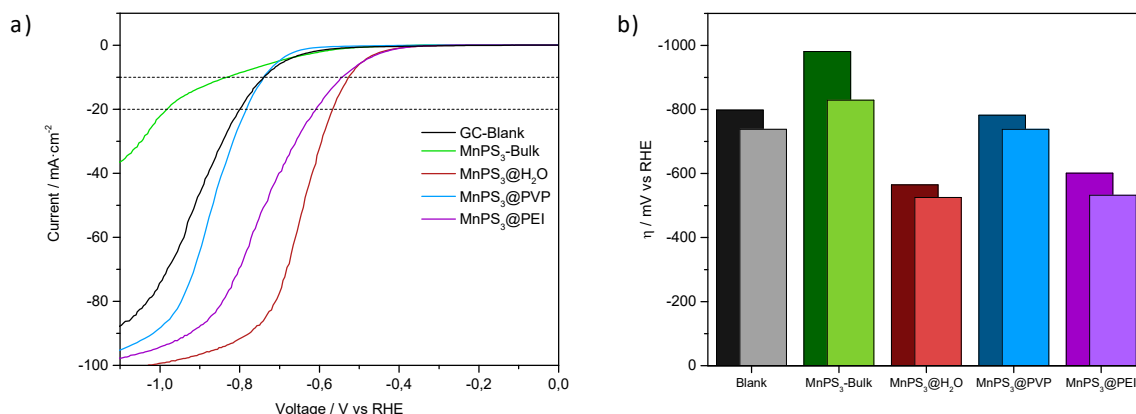 a)
0
-20
-40
-60
-80
-100
Current / mA·cm⁻²
GC-Blank
MnPS₃-Bulk
MnPS₃@H₂O
MnPS₃@PVP
MnPS₃@PEI
-1,0
-0,8
-0,6
-0,4
-0,2
0,0
Voltage / V vs RHE
b)
-1000
-800
-600
-400
-200
0
η / mV vs RHE
Blank
MnPS₃-Bulk
MnPS₃@H₂O
MnPS₃@PVP
MnPS₃@PEI